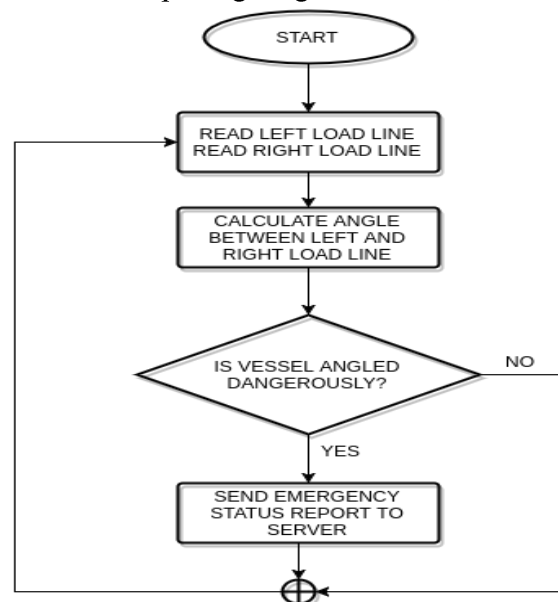 START
READ LEFT LOAD LINE
READ RIGHT LOAD LINE
CALCULATE ANGLE
BETWEEN LEFT AND
RIGHT LOAD LINE
IS VESSEL ANGLED
DANGEROUSLY?
NO
YES
SEND EMERGENCY
STATUS REPORT TO
SERVER